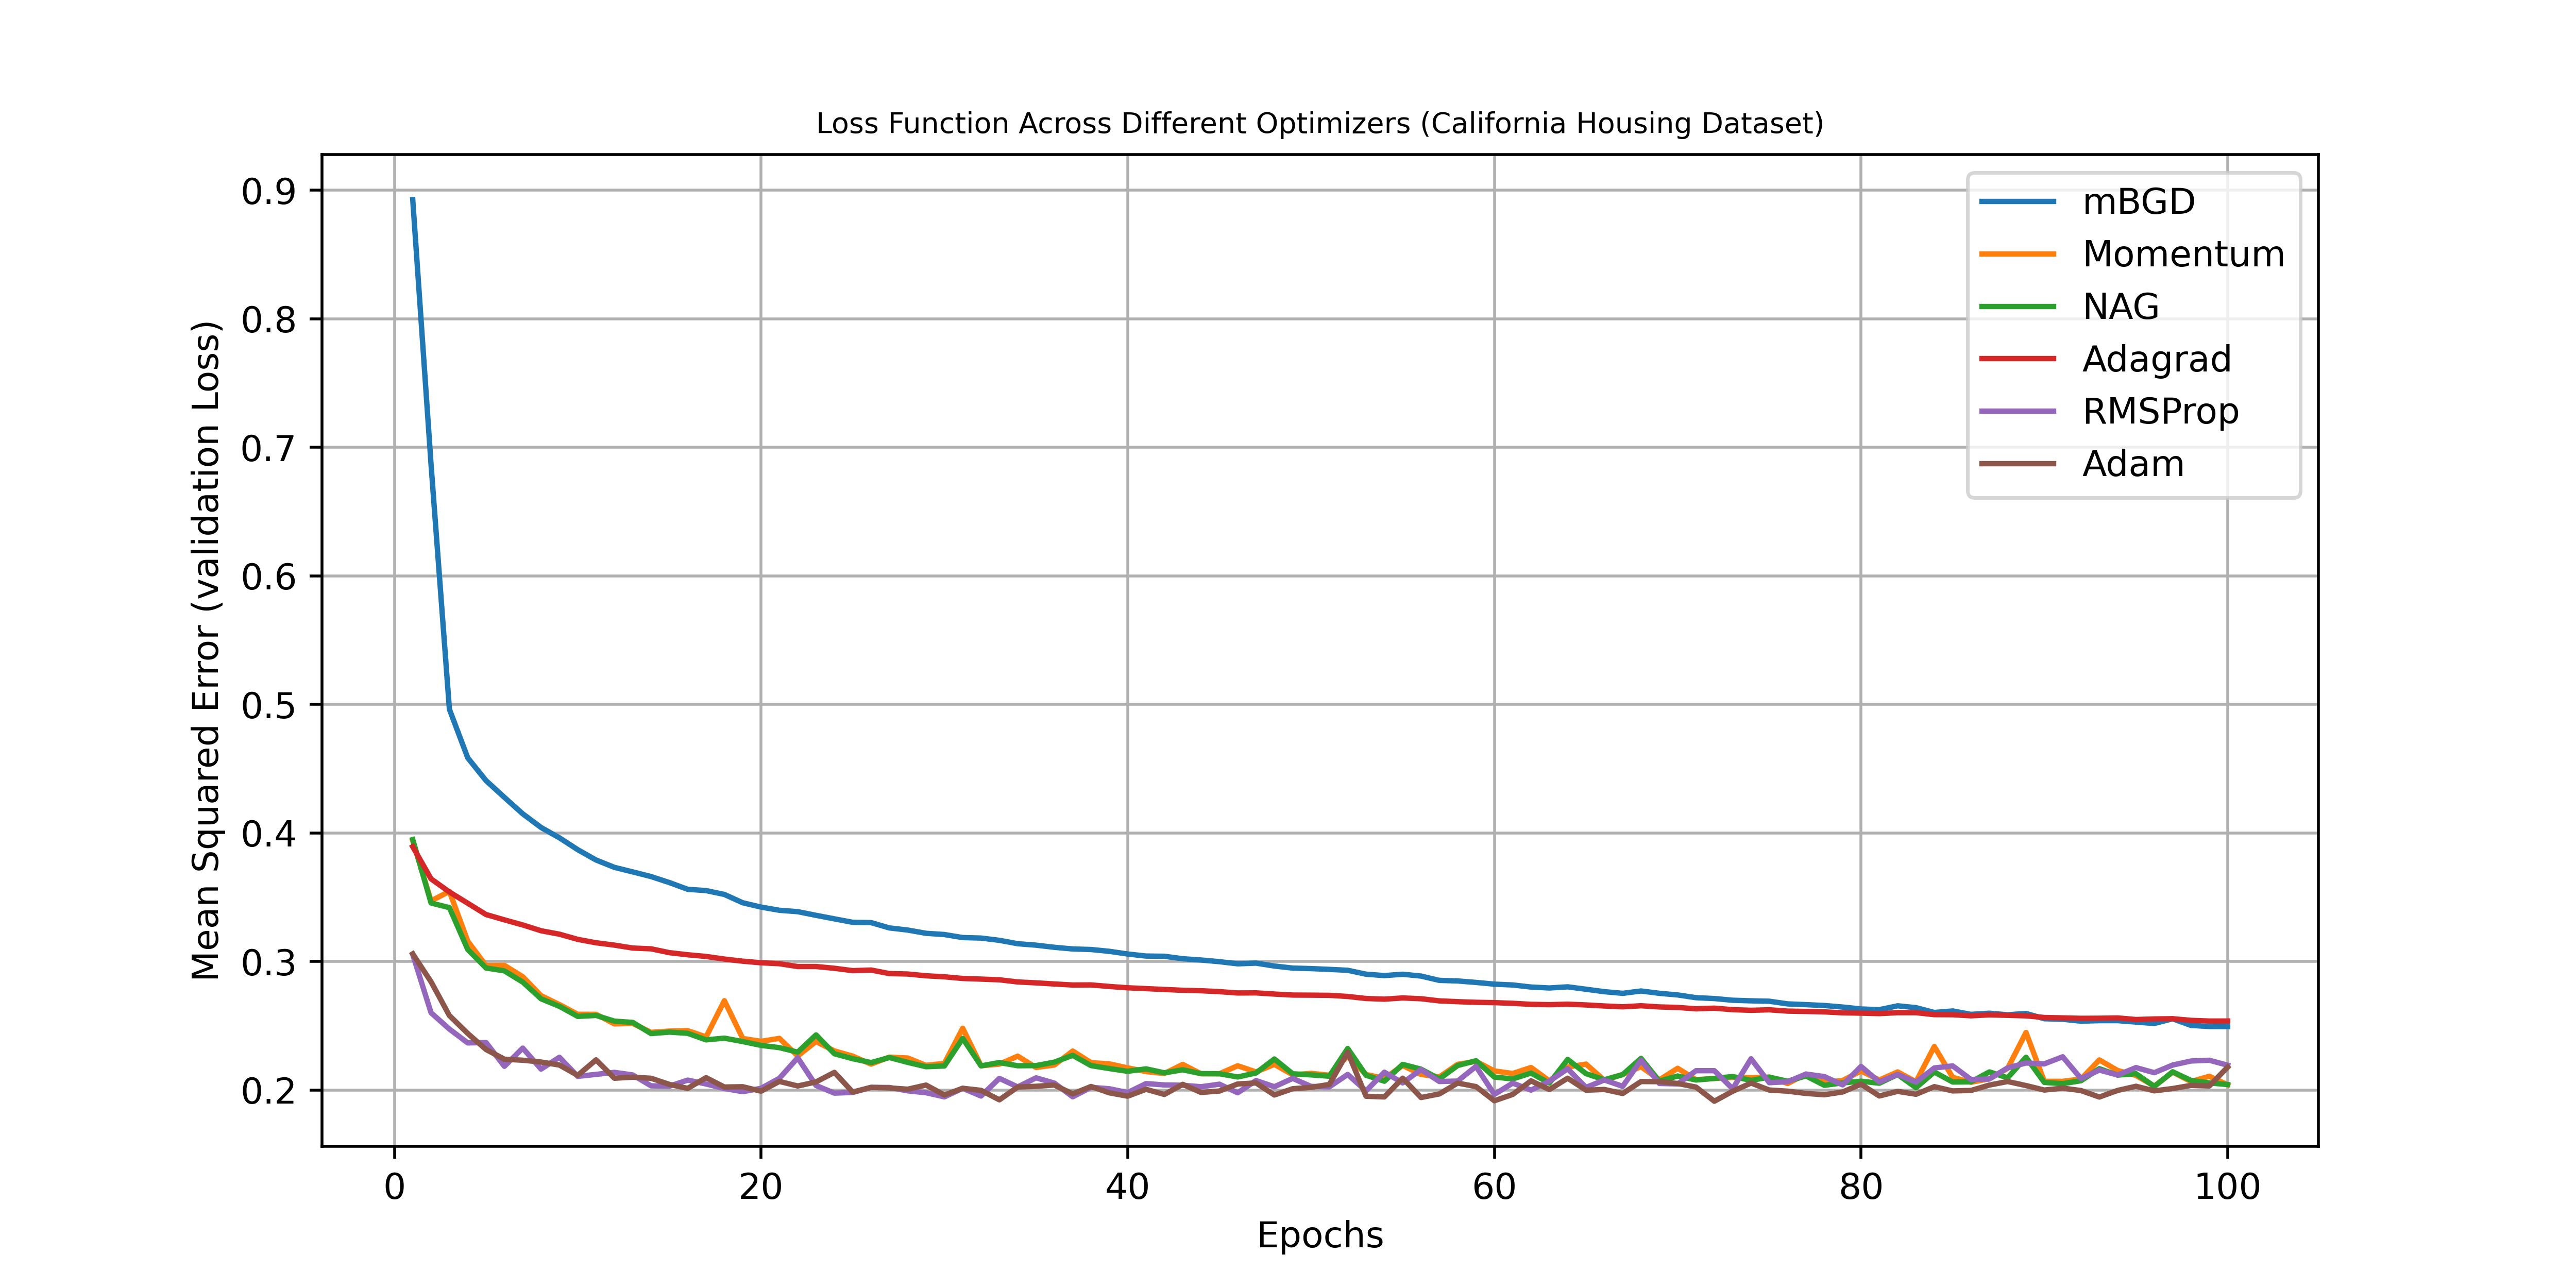 Loss Function Across Different Optimizers (California Housing Dataset)
Mean Squared Error (validation Loss)
0.9
0.8
0.7
0.6
0.5
0.4
0.3
0.2
mBGD
Momentum
NAG
Adagrad
RMSProp
Adam
0 20 40 60 80 100
Epochs